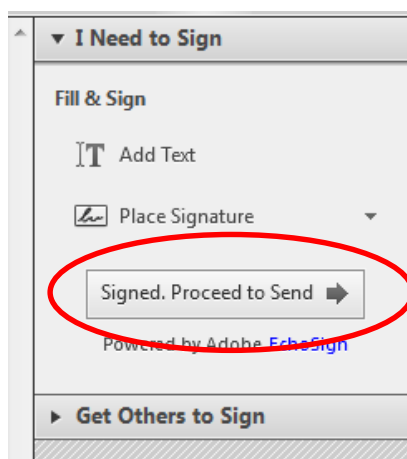 I Need to Sign
Fill & Sign
Add Text
Place Signature
Signed. Proceed to Send
Powered by Adobe EchoSign
Get Others to Sign